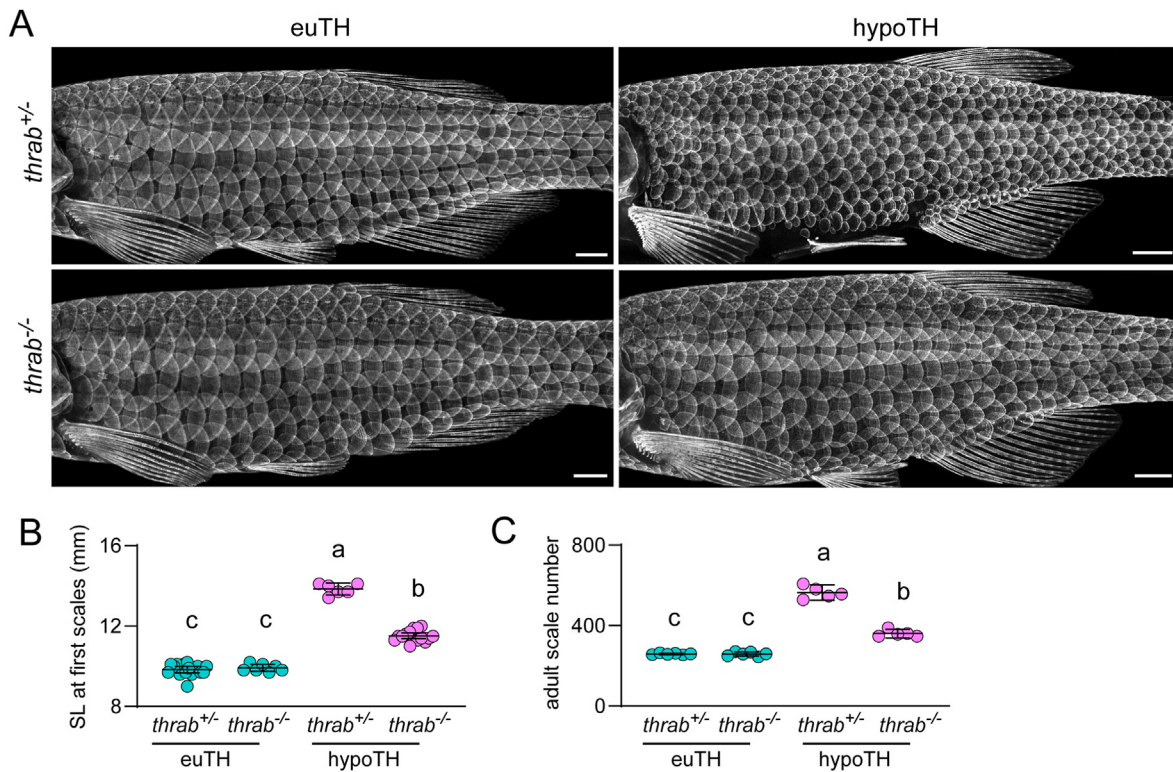 A
euTH
hypoTH
thrab+/-
thrab-/-
B
SL at first scales (mm)
16
12
8
c
c
a
b
thrab+/-
thrab-/-
thrab+/-
thrab-/-
euTH
hypoTH
C
adult scale number
800
400
0
c
c
a
b
thrab+/-
thrab-/-
thrab+/-
thrab-/-
euTH
hypoTH